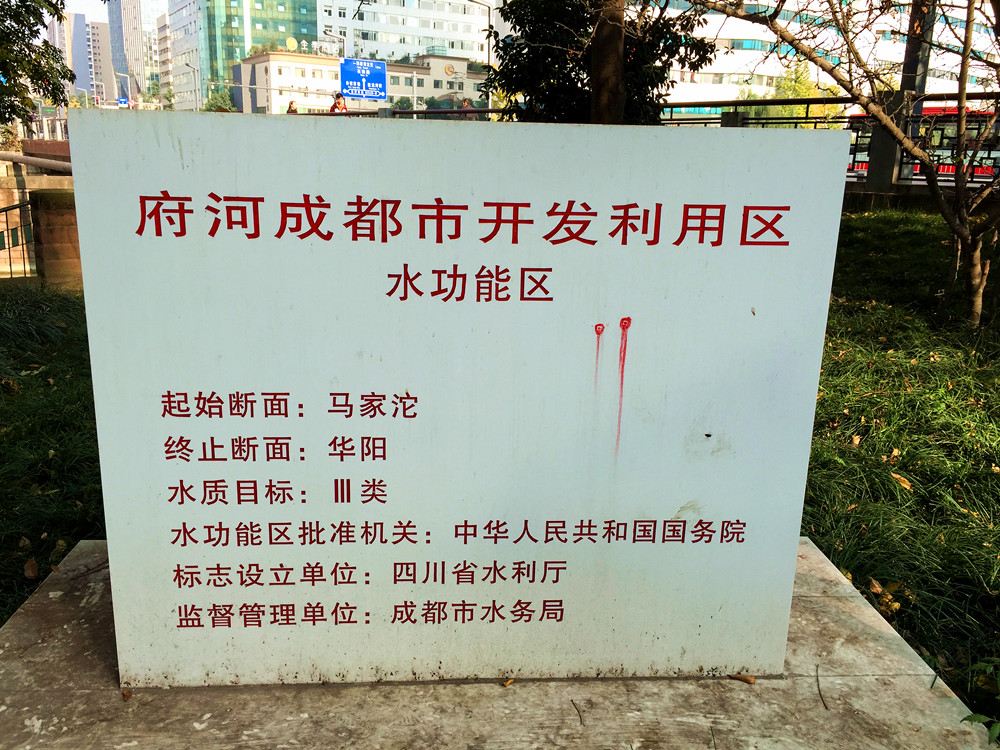 府河成都市开发利用区
水功能区
起始断面：马家沱
终止断面：华阳
水质目标：Ⅲ类
水功能区批准机关：中华人民共和国国务院
标志设立单位：四川省水利厅
监督管理单位：成都市水务局